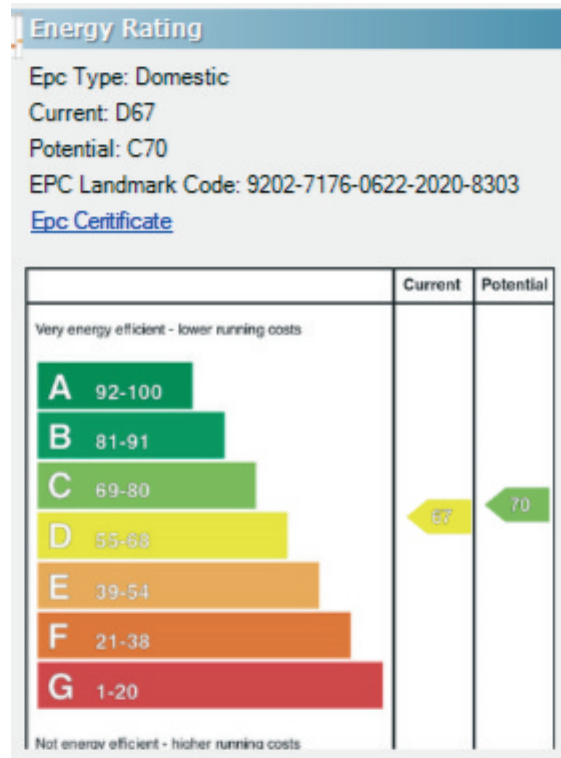 Energy Rating
Epc Type: Domestic
Current: D67
Potential: C70
EPC Landmark Code: 9202-7176-0622-2020-8303
Epc Ceritificate
Current Potential
Very energy efficient - lower running costs
A 92-100
B 81-91
C 69-80
D 55-68
E 39-54
F 21-38
G 1-20
67
70
Not energy efficient - higher running costs